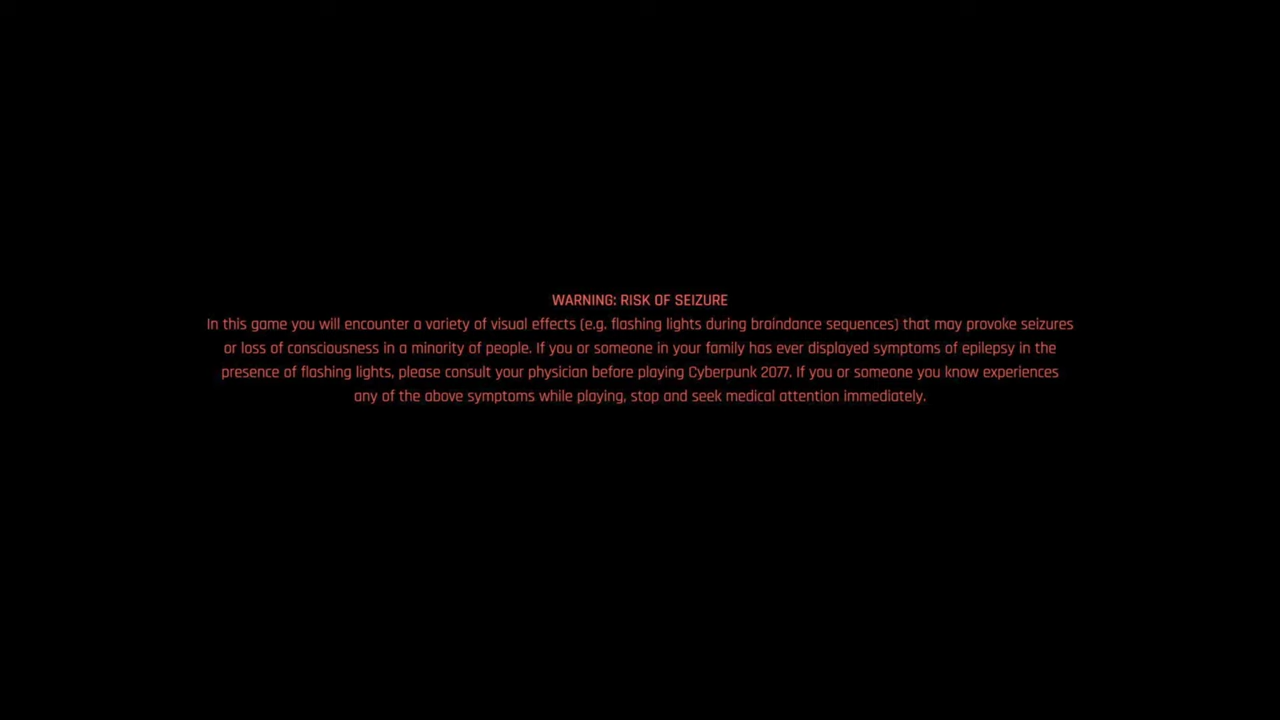 WARNING: RISK OF SEIZURE
In this game you will encounter a variety of visual effects (e.g. flashing lights during braindance sequences) that may provoke seizures
or loss of consciousness in a minority of people. If you or someone in your family has ever displayed symptoms of epilepsy in the
presence of flashing lights, please consult your physician before playing Cyberpunk 2077. If you or someone you know experiences
any of the above symptoms while playing, stop and seek medical attention immediately.